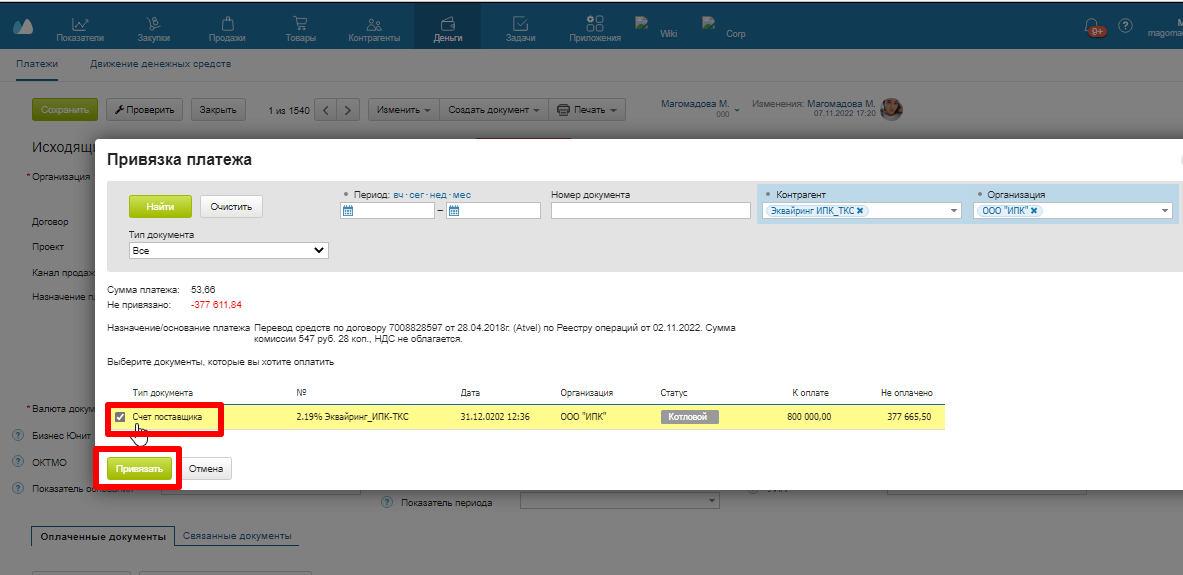 Показатели
Закупки
Продажи
Товары
Контрагенты
Деньги
Задачи
Приложения
Wiki
Corp
9+
?
magomad
Платежи
Движение денежных средств
Сохранить
Проверить
Закрыть
1 из 1540
Изменить
Создать документ
Печать
Магомадова М.
ООО
Изменения: Магомадова М.
07.11.2022 17:20
Исходящ
* Организация
Договор
Проект
Канал продаж
Назначение п
* Валюта докум
? Бизнес Юнит
? ОКТМО
? Показатель
Привязка платежа
Найти
Очистить
Период: вч · сег · нед · мес
–
Номер документа
Контрагент
Эквайринг ИПК_ТКС ×
Организация
ООО "ИПК" ×
Тип документа
Все
Сумма платежа: 53,66
Не привязано: -377 611,84
Назначение/основание платежа Перевод средств по договору 7008828597 от 28.04.2018г. (Atvel) по Реестру операций от 02.11.2022. Сумма
комиссии 547 руб. 28 коп., НДС не облагается.
Выберите документы, которые вы хотите оплатить
Тип документа № Дата Организация Статус К оплате Не оплачено
Счет поставщика 2.19% Эквайринг_ИПК-ТКС 31.12.0202 12:36 ООО "ИПК" Котловой 800 000,00 377 665,50
Привязать
Отмена
? Показатель периода
Оплаченные документы
Связанные документы